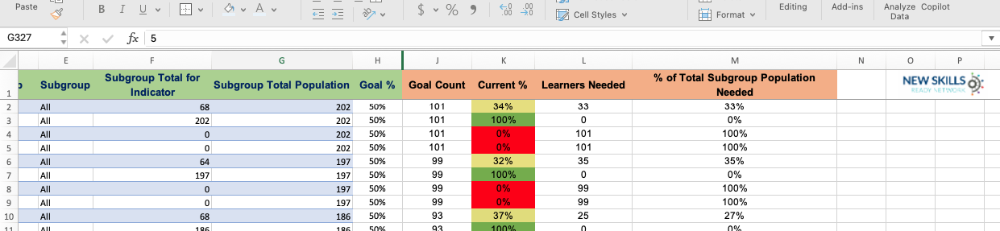 Paste B I U A $ % 9 .00 Cell Styles Format Editing Add-ins Analyze Data Copilot
G327 fx 5
E F G H J K L M N O P
1 Subgroup Subgroup Total for Indicator Subgroup Total Population Goal % Goal Count Current % Learners Needed % of Total Subgroup Population Needed NEW SKILLS READY NETWORK
2 All 68 202 50% 101 34% 33 33%
3 All 202 202 50% 101 100% 0 0%
4 All 0 202 50% 101 0% 101 100%
5 All 0 202 50% 101 0% 101 100%
6 All 64 197 50% 99 32% 35 35%
7 All 197 197 50% 99 100% 0 0%
8 All 0 197 50% 99 0% 99 100%
9 All 0 197 50% 99 0% 99 100%
10 All 68 186 50% 93 37% 25 27%
11 All 186 186 50% 93 100% 0 0%